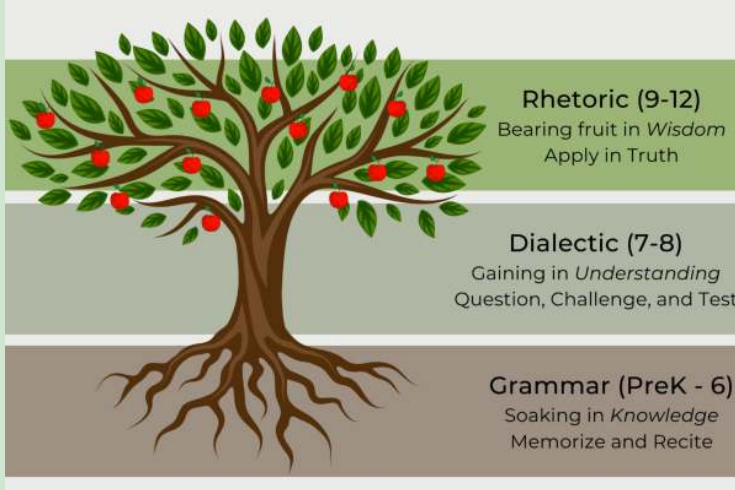 Rhetoric (9-12)
Bearing fruit in Wisdom
Apply in Truth
Dialectic (7-8)
Gaining in Understanding
Question, Challenge, and Test
Grammar (PreK - 6)
Soaking in Knowledge
Memorize and Recite